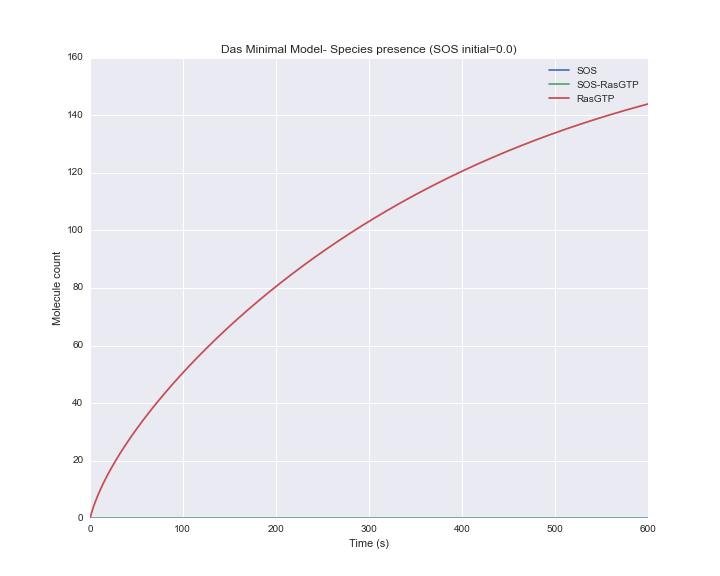 Das Minimal Model- Species presence (SOS initial=0.0)
SOS
SOS-RasGTP
RasGTP
160
140
120
100
80
60
40
20
0
Molecule count
0 100 200 300 400 500 600
Time (s)